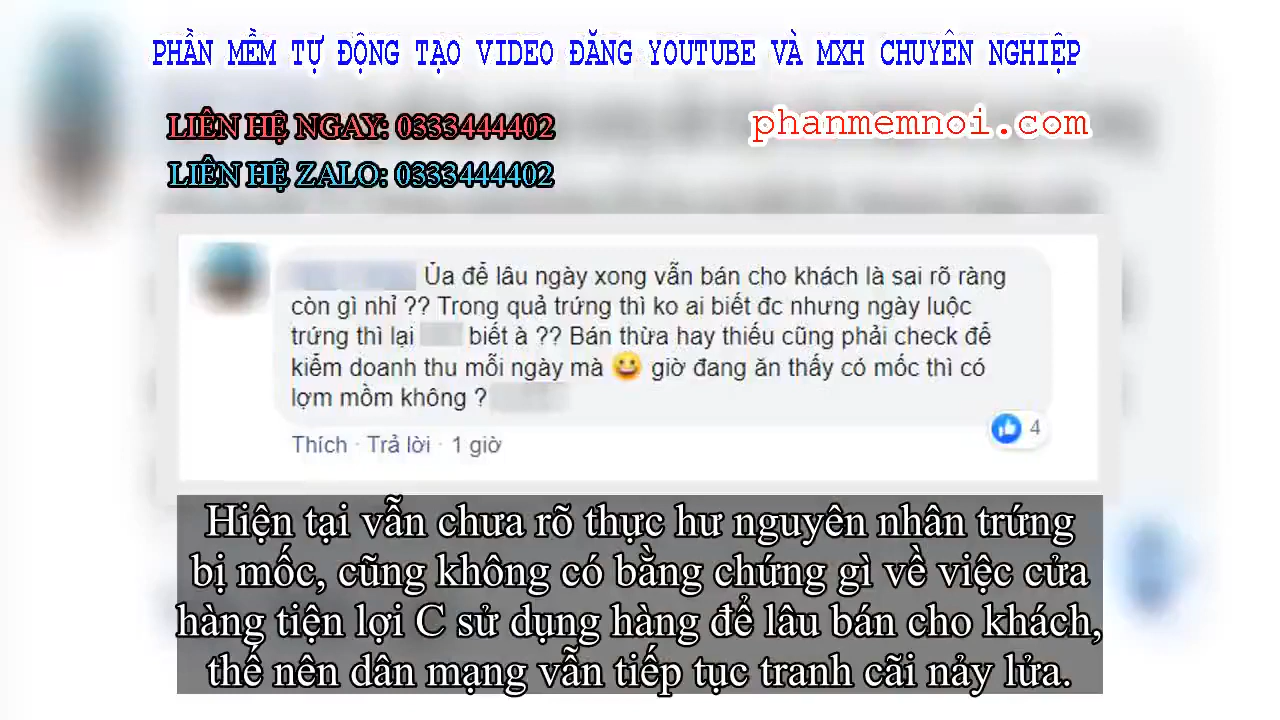 PHẦN MỀM TỰ ĐỘNG TẠO VIDEO ĐĂNG YOUTUBE VÀ MXH CHUYÊN NGHIỆP
LIÊN HỆ NGAY: 0333444402
phanmemnoi.com
LIÊN HỆ ZALO: 0333444402
Ủa để lâu ngày xong vẫn bán cho khách là sai rõ ràng
còn gì nhỉ ?? Trong quả trứng thì ko ai biết đc nhưng ngày luộc
trứng thì lại biết à ?? Bán thừa hay thiếu cũng phải check để
kiểm doanh thu mỗi ngày mà 😀 giờ đang ăn thấy có mốc thì có
lợm mồm không ?
4
Thích · Trả lời · 1 giờ
Hiện tại vẫn chưa rõ thực hư nguyên nhân trứng
bị mốc, cũng không có bằng chứng gì về việc cửa
hàng tiện lợi C sử dụng hàng để lâu bán cho khách,
thế nên dân mạng vẫn tiếp tục tranh cãi nảy lửa.